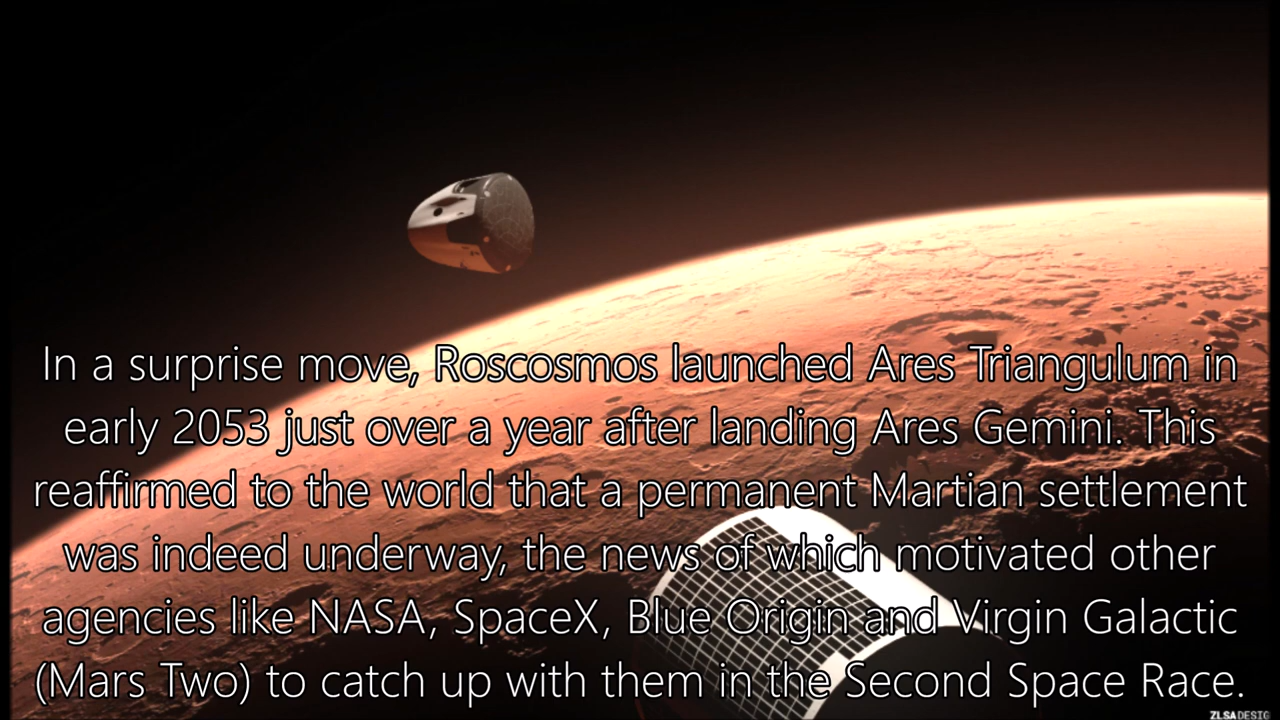 In a surprise move, Roscosmos launched Ares Triangulum in
early 2053 just over a year after landing Ares Gemini. This
reaffirmed to the world that a permanent Martian settlement
was indeed underway, the news of which motivated other
agencies like NASA, SpaceX, Blue Origin and Virgin Galactic
(Mars Two) to catch up with them in the Second Space Race.
ZLSADESIG